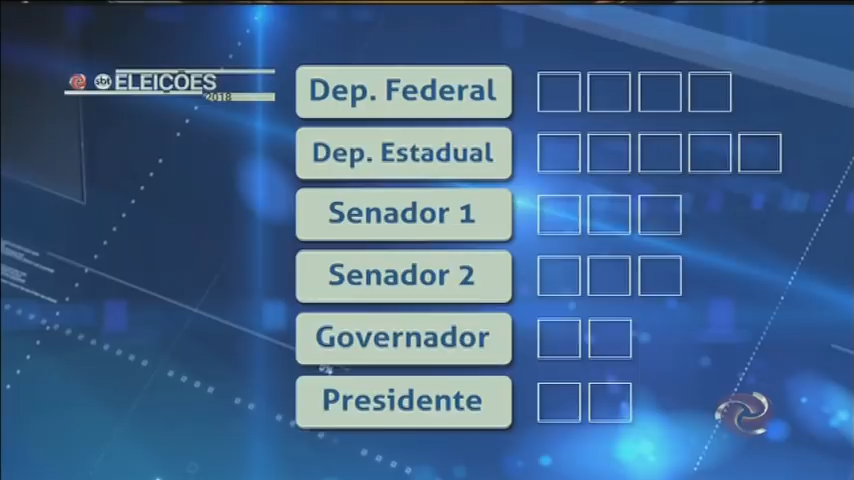 sbt ELEIÇÕES
2018
Dep. Federal
Dep. Estadual
Senador 1
Senador 2
Governador
Presidente